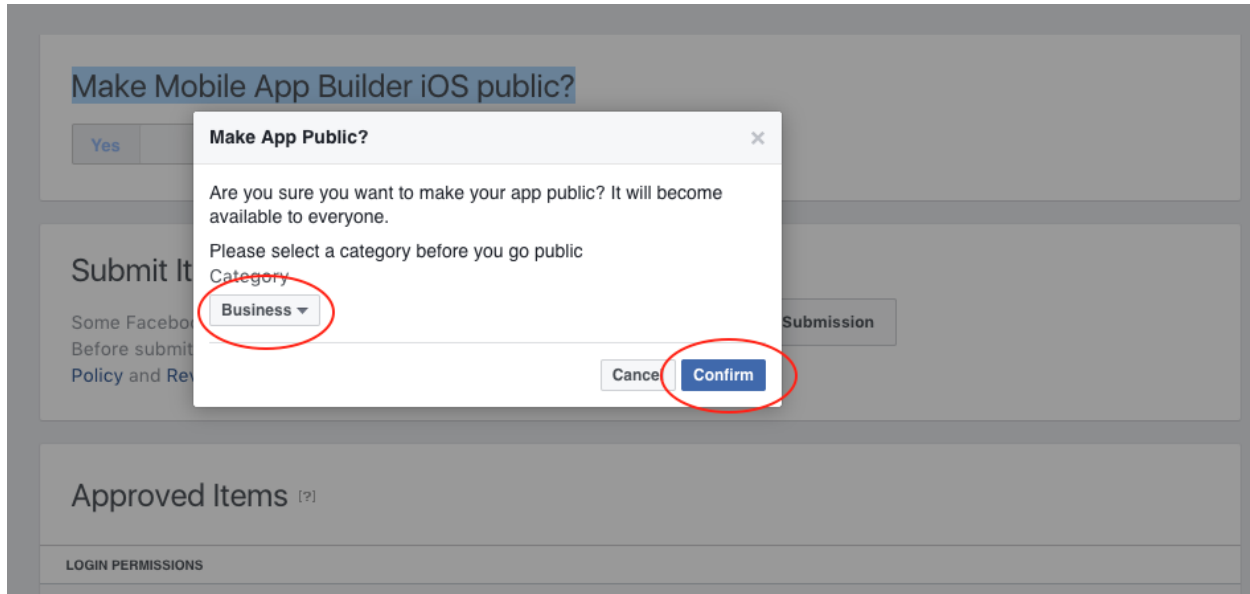 Make Mobile App Builder iOS public?
Yes
Make App Public?
×
Are you sure you want to make your app public? It will become
available to everyone.
Please select a category before you go public
Category
Business
Cancel
Confirm
Submit It
Some Facebo
Before submit
Policy and Rev
Submission
Approved Items [?]
LOGIN PERMISSIONS